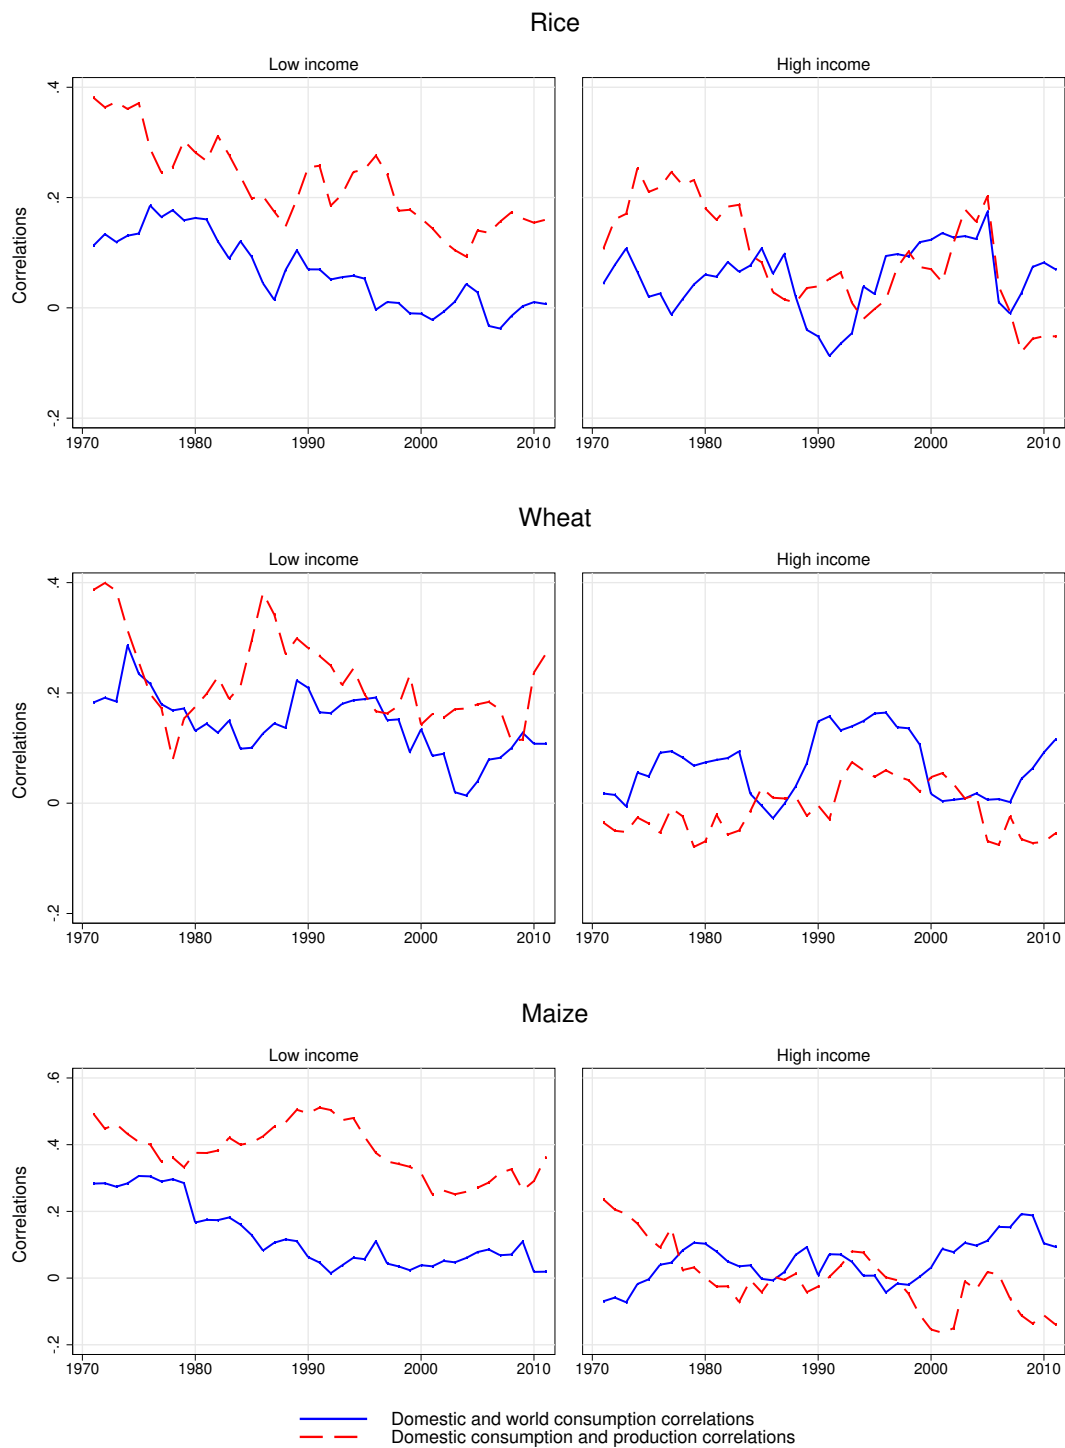 Rice
Low income
High income
Correlations
.4
.2
0
-.2
1970 1980 1990 2000 2010
1970 1980 1990 2000 2010
Wheat
Low income
High income
Correlations
.4
.2
0
-.2
1970 1980 1990 2000 2010
1970 1980 1990 2000 2010
Maize
Low income
High income
Correlations
.6
.4
.2
0
-.2
1970 1980 1990 2000 2010
1970 1980 1990 2000 2010
Domestic and world consumption correlations
Domestic consumption and production correlations